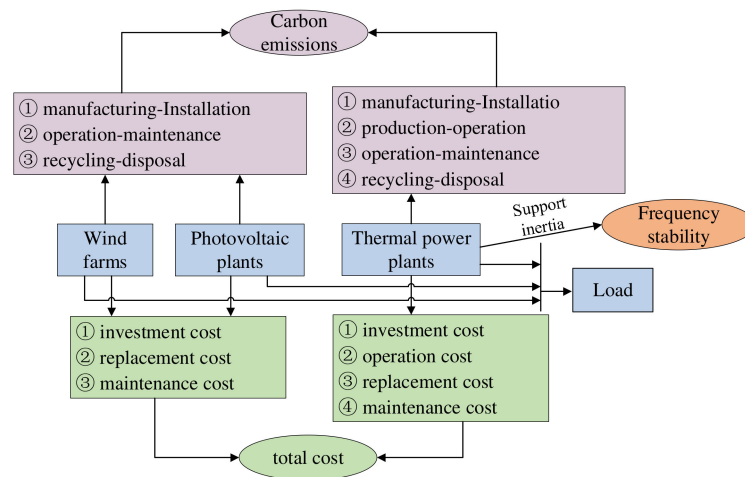 Carbon
emissions
① manufacturing-Installation
② operation-maintenance
③ recycling-disposal
① manufacturing-Installatio
② production-operation
③ operation-maintenance
④ recycling-disposal
Wind
farms
Photovoltaic
plants
Thermal power
plants
Support
inertia
Frequency
stability
Load
① investment cost
② replacement cost
③ maintenance cost
① investment cost
② operation cost
③ replacement cost
④ maintenance cost
total cost